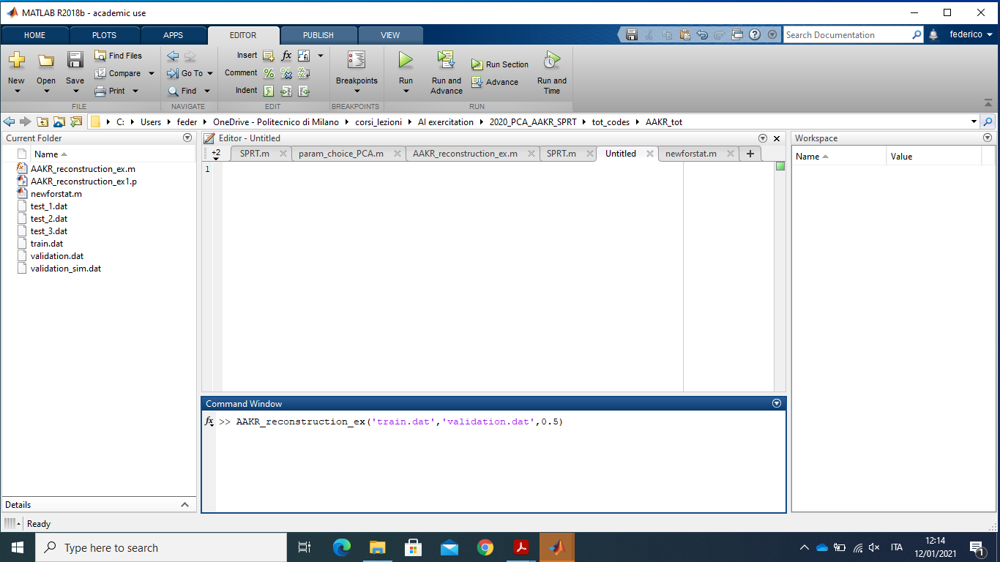 MATLAB R2018b - academic use
HOME PLOTS APPS EDITOR PUBLISH VIEW Search Documentation federico
New Open Save Find Files Compare Print Go To Find Insert fx Comment Indent Breakpoints Run Run and Advance Run Section Advance Run and Time
FILE NAVIGATE EDIT BREAKPOINTS RUN
C: Users feder OneDrive - Politecnico di Milano corsi_lezioni AI exercitation 2020_PCA_AAKR_SPRT tot_codes AAKR_tot
Current Folder
Name
AAKR_reconstruction_ex.m
AAKR_reconstruction_ex1.p
newforstat.m
test_1.dat
test_2.dat
test_3.dat
train.dat
validation.dat
validation_sim.dat
Details
Editor - Untitled
+2 SPRT.m param_choice_PCA.m AAKR_reconstruction_ex.m SPRT.m Untitled newforstat.m +
1
Command Window
fx >> AAKR_reconstruction_ex('train.dat','validation.dat',0.5)
Workspace
Name Value
Ready
Type here to search
ITA
12:14
12/01/2021
1